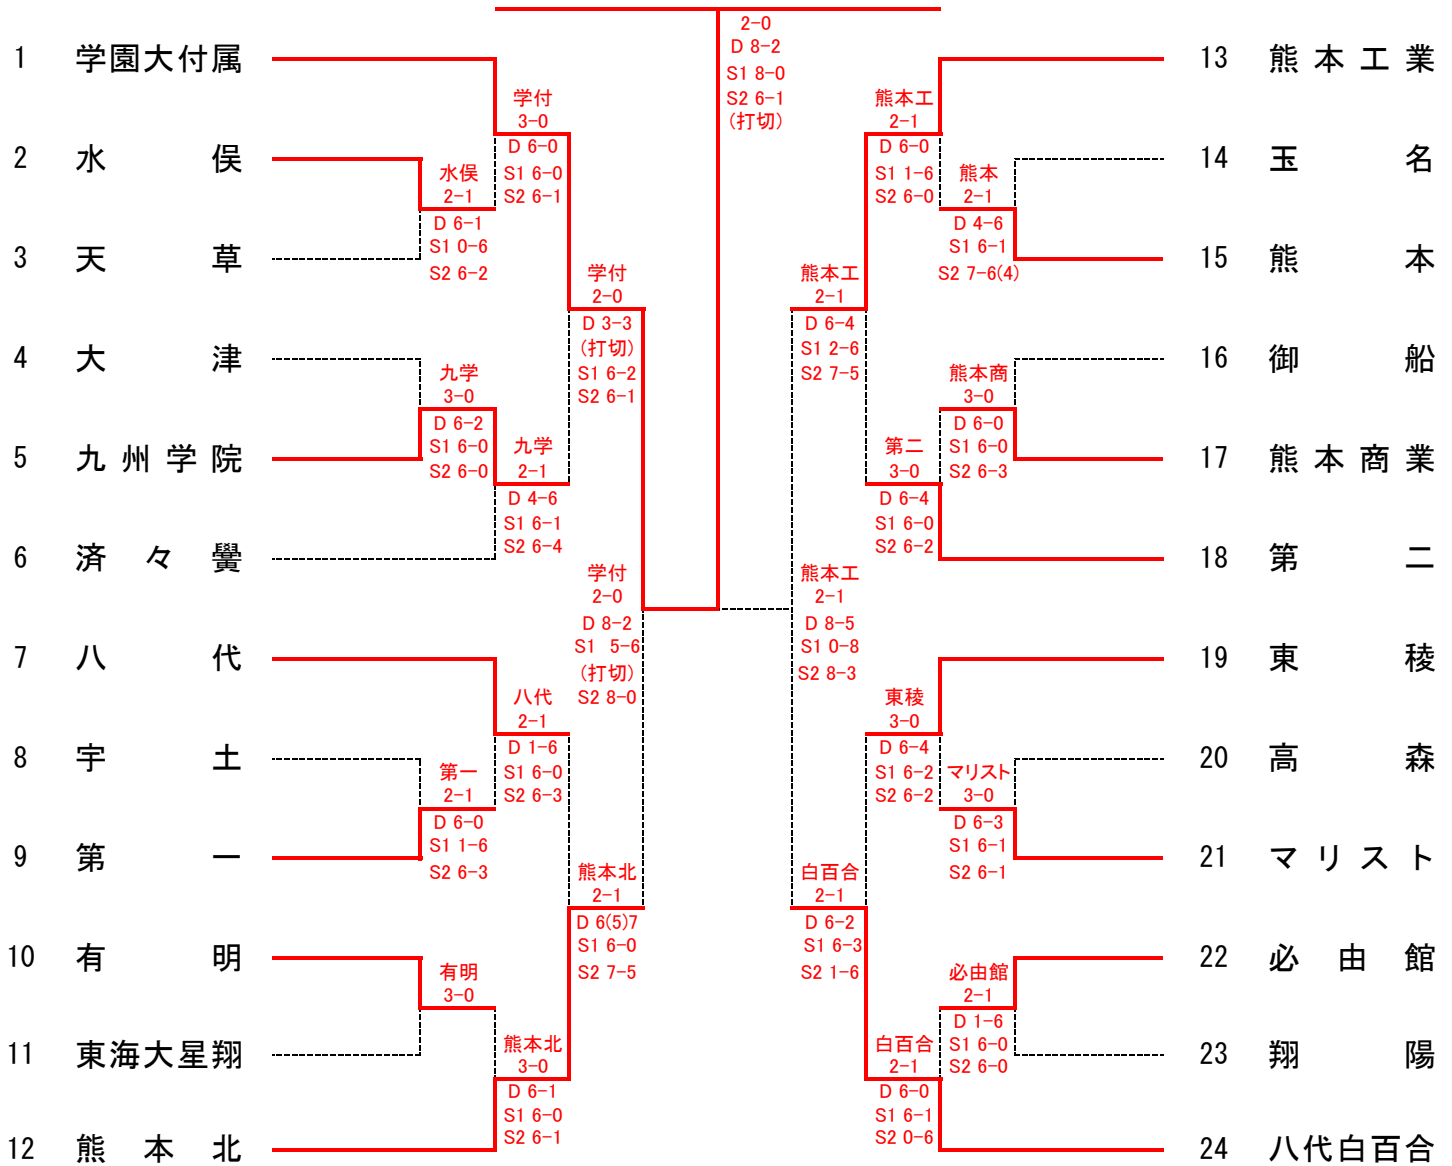 2-0
D 8-2
S1 8-0
S2 6-1
(打切)
1 学園大付属
学付
3-0
D 6-0
S1 6-0
S2 6-1
2 水俣
水俣
2-1
D 6-1
S1 0-6
S2 6-2
3 天草
学付
2-0
D 3-3
(打切)
S1 6-2
S2 6-1
4 大津
九学
3-0
D 6-2
S1 6-0
S2 6-0
5 九州学院
九学
2-1
D 4-6
S1 6-1
S2 6-4
6 済々黌
学付
2-0
D 8-2
S1 5-6
(打切)
S2 8-0
7 八代
八代
2-1
D 1-6
S1 6-0
S2 6-3
8 宇土
第一
2-1
D 6-0
S1 1-6
S2 6-3
9 第一
熊本北
2-1
D 6(5)7
S1 6-0
S2 7-5
10 有明
有明
3-0
11 東海大星翔
熊本北
3-0
D 6-1
S1 6-0
S2 6-1
12 熊本北
13 熊本工業
熊本工
2-1
D 6-0
S1 1-6
S2 6-0
14 玉名
熊本
2-1
D 4-6
S1 6-1
S2 7-6(4)
15 熊本
熊本工
2-1
D 6-4
S1 2-6
S2 7-5
16 御船
熊本商
3-0
D 6-0
S1 6-0
S2 6-3
17 熊本商業
第二
3-0
D 6-4
S1 6-0
S2 6-2
18 第二
熊本工
2-1
D 8-5
S1 0-8
S2 8-3
19 東稜
東稜
3-0
D 6-4
S1 6-2
S2 6-2
20 高森
マリスト
3-0
D 6-3
S1 6-1
S2 6-1
21 マリスト
白百合
2-1
D 6-2
S1 6-3
S2 1-6
22 必由館
必由館
2-1
D 1-6
S1 6-0
S2 6-0
23 翔陽
白百合
2-1
D 6-0
S1 6-1
S2 0-6
24 八代白百合